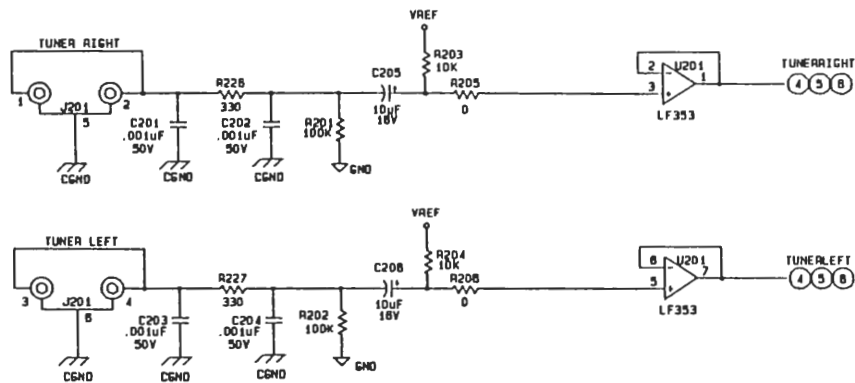 VREF
TUNER RIGHT
R203
10K
R226
330
C205
10uF
16V
R205
0
2
U201
1
3
LF353
TUNERRIGHT
4 5 6
1
J201
2
5
C201
.001uF
50V
C202
.001uF
50V
R201
100K
CGND
CGND
CGND
GND
VREF
TUNER LEFT
R204
10K
R227
330
C206
10uF
16V
R206
0
6
U201
7
5
LF353
TUNERLEFT
4 5 6
3
J201
4
6
C203
.001uF
50V
C204
.001uF
50V
R202
100K
CGND
CGND
CGND
GND